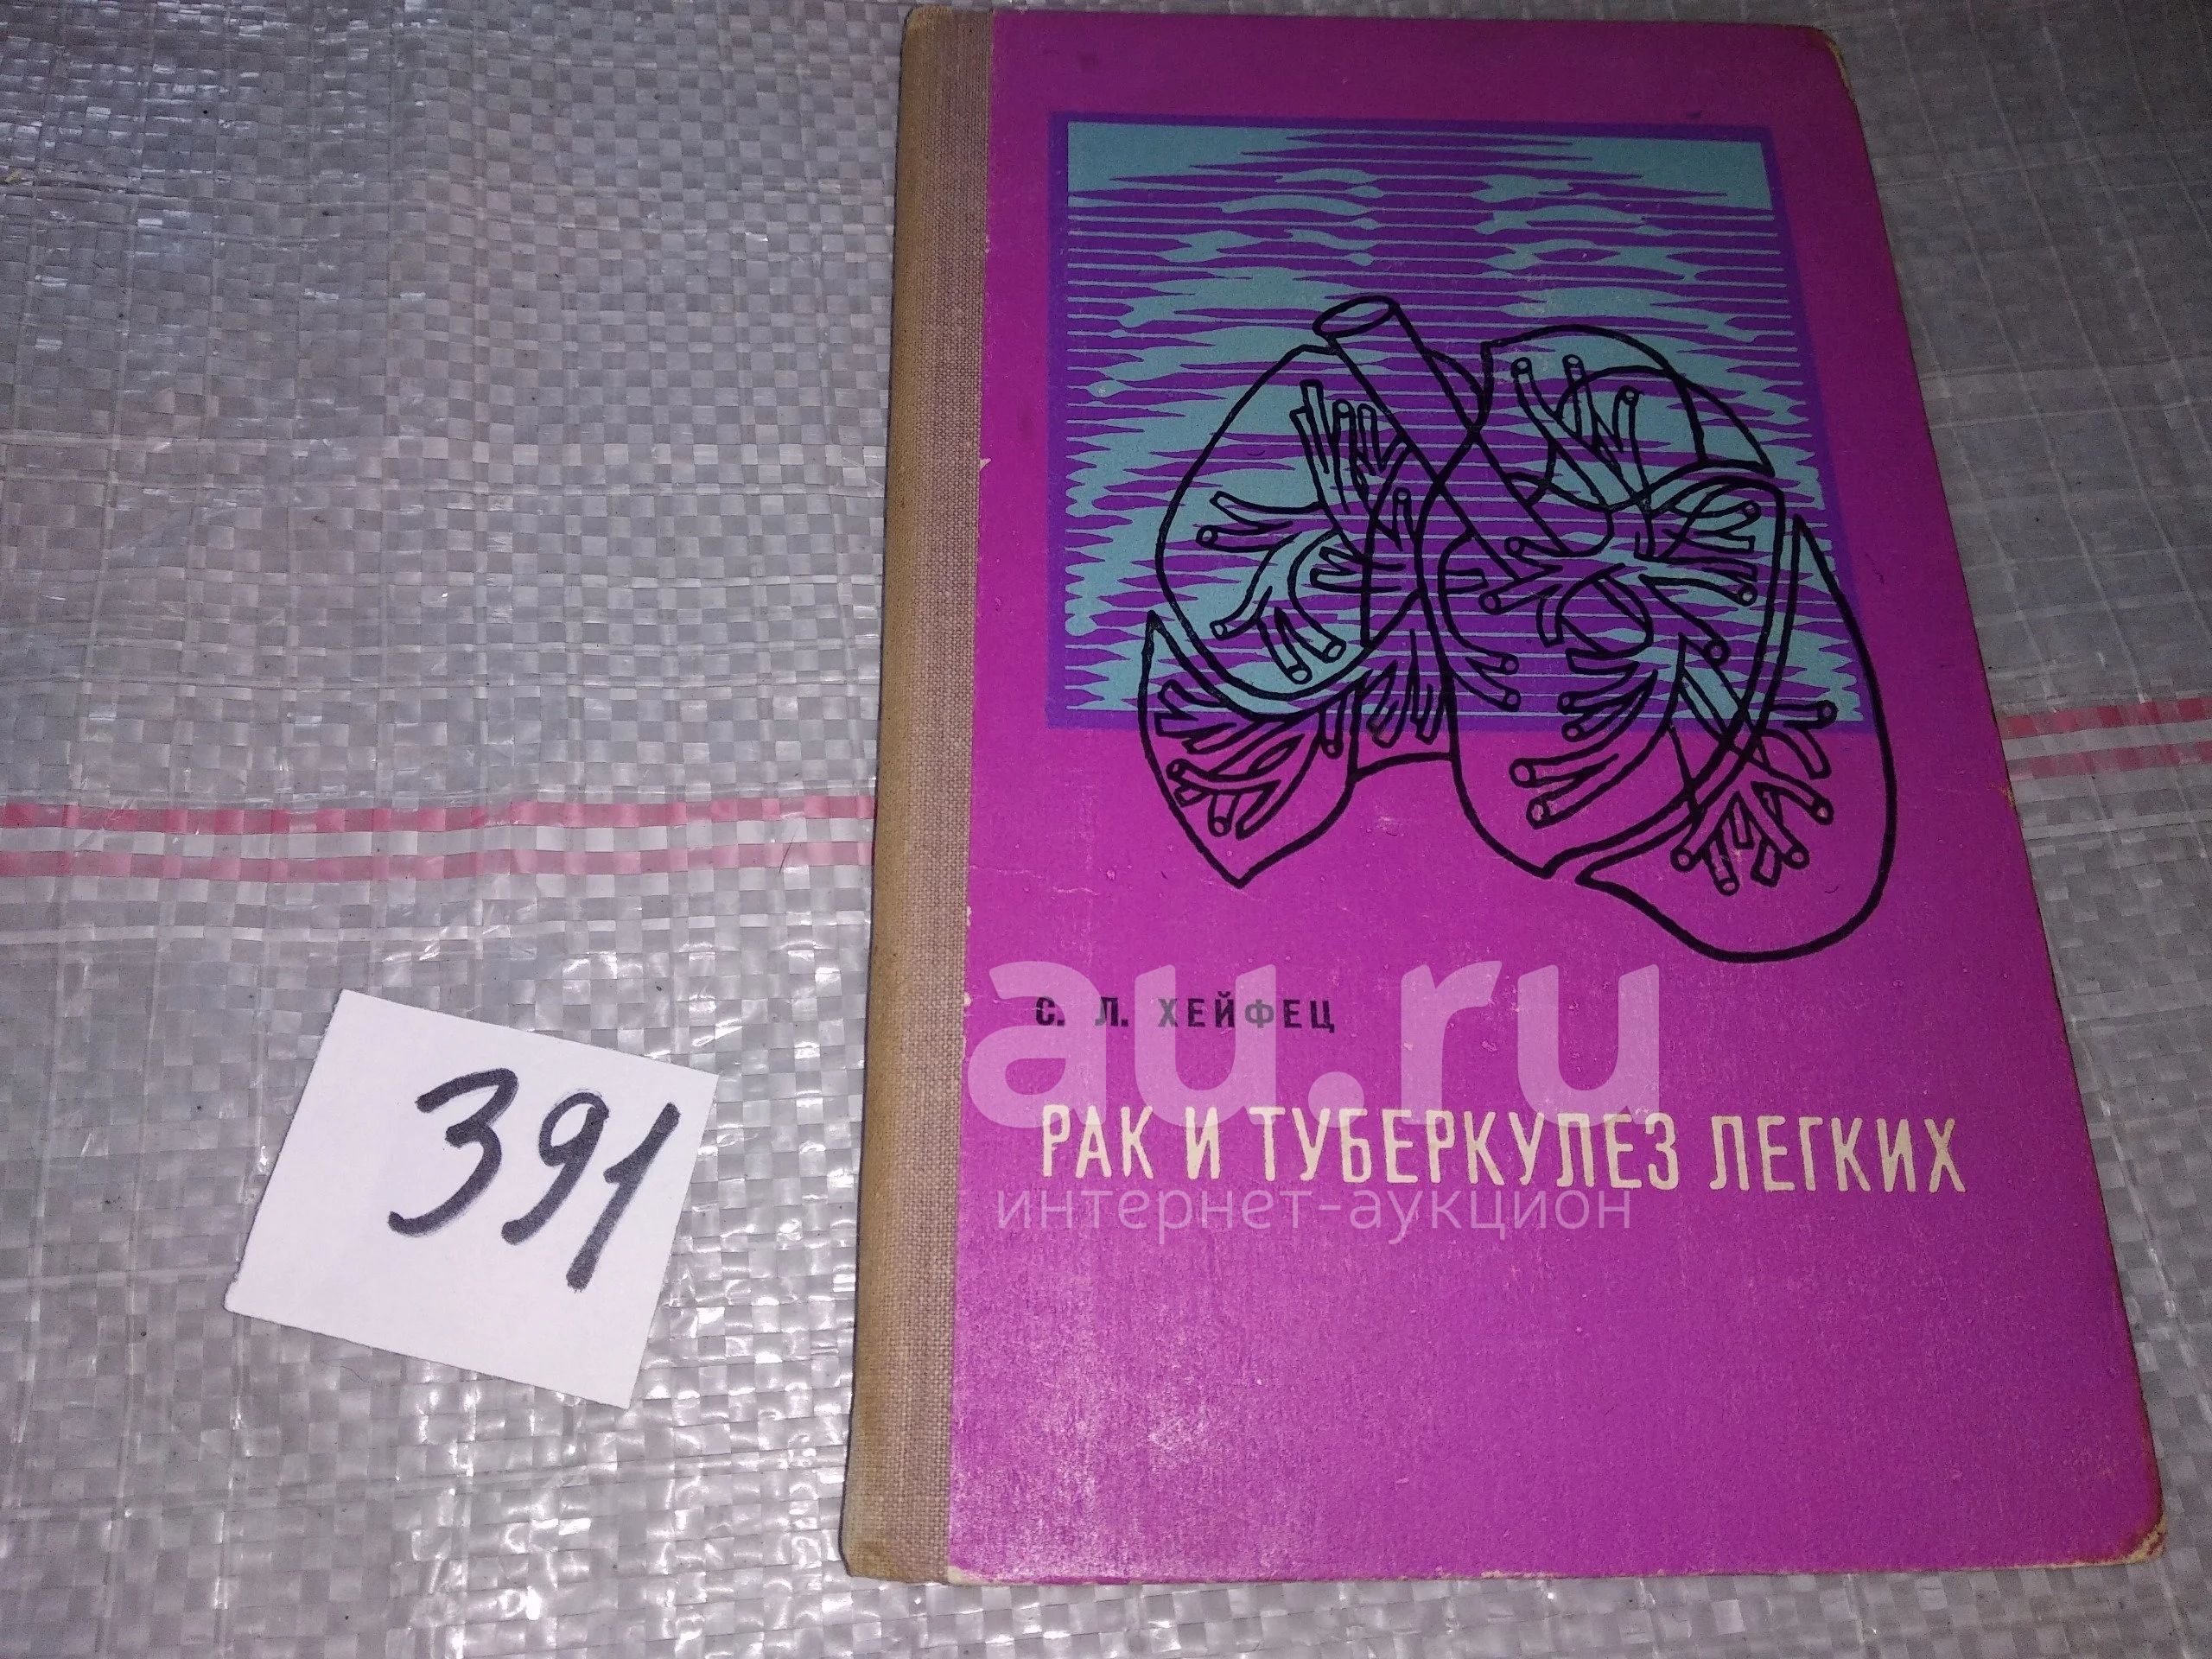 С. Л. ХЕЙФЕЦ
au.ru
РАК И ТУБЕРКУЛЕЗ ЛЕГКИХ
интернет-аукцион
391